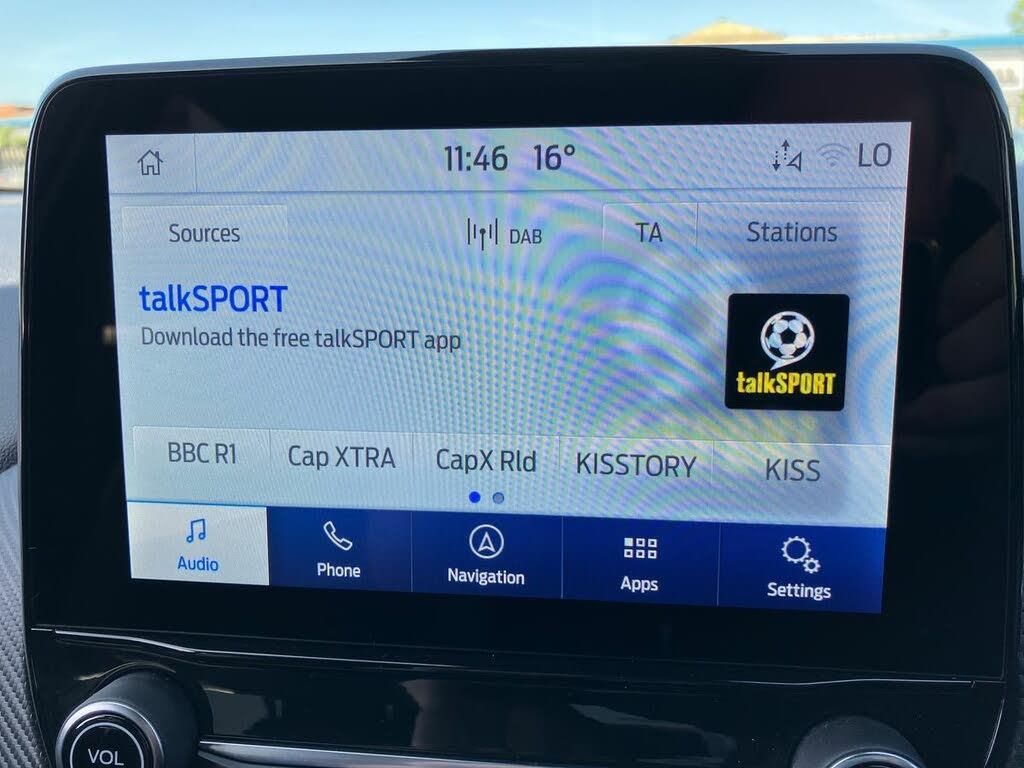 11:46 16° LO
Sources DAB TA Stations
talkSPORT
Download the free talkSPORT app
talkSPORT
BBC R1 Cap XTRA CapX Rld KISSTORY KISS
Audio Phone Navigation Apps Settings
VOL